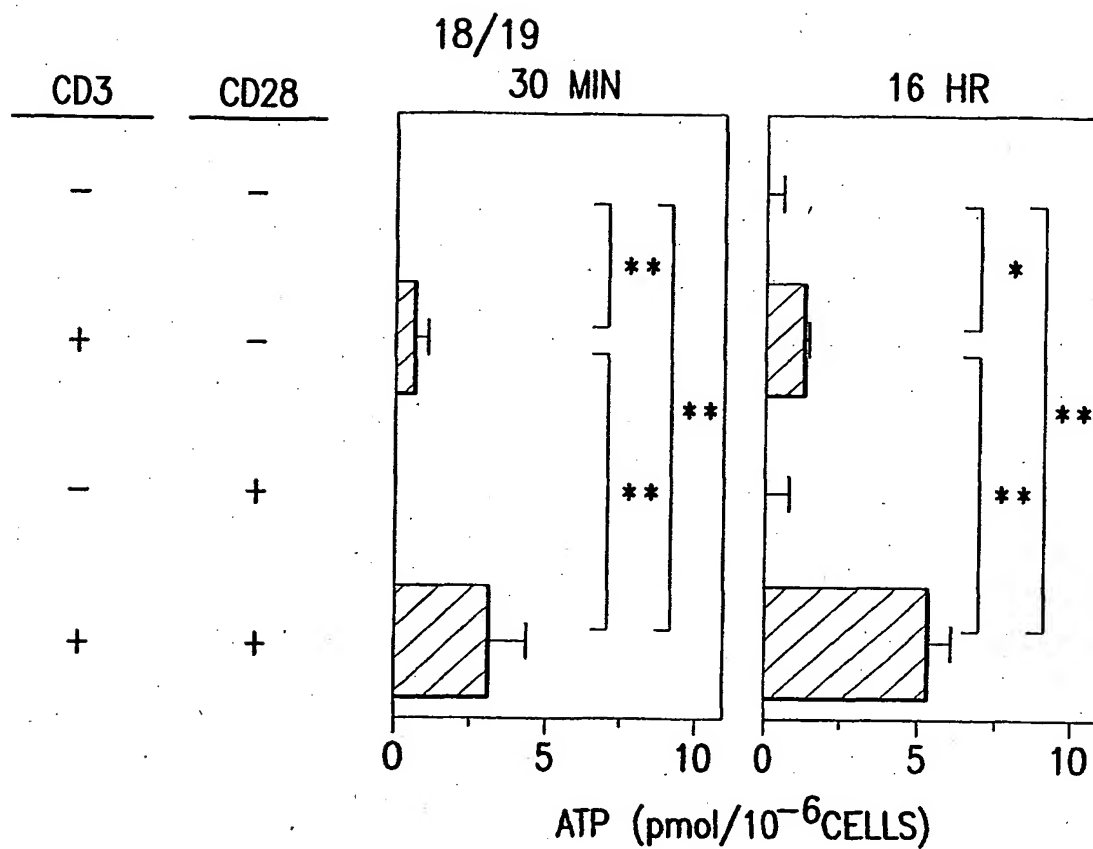 18/19
CD3 CD28 30 MIN 16 HR
- -
** ** * **
+ -
- +
** **
+ +
0 5 10 0 5 10
ATP (pmol/10-6CELLS)